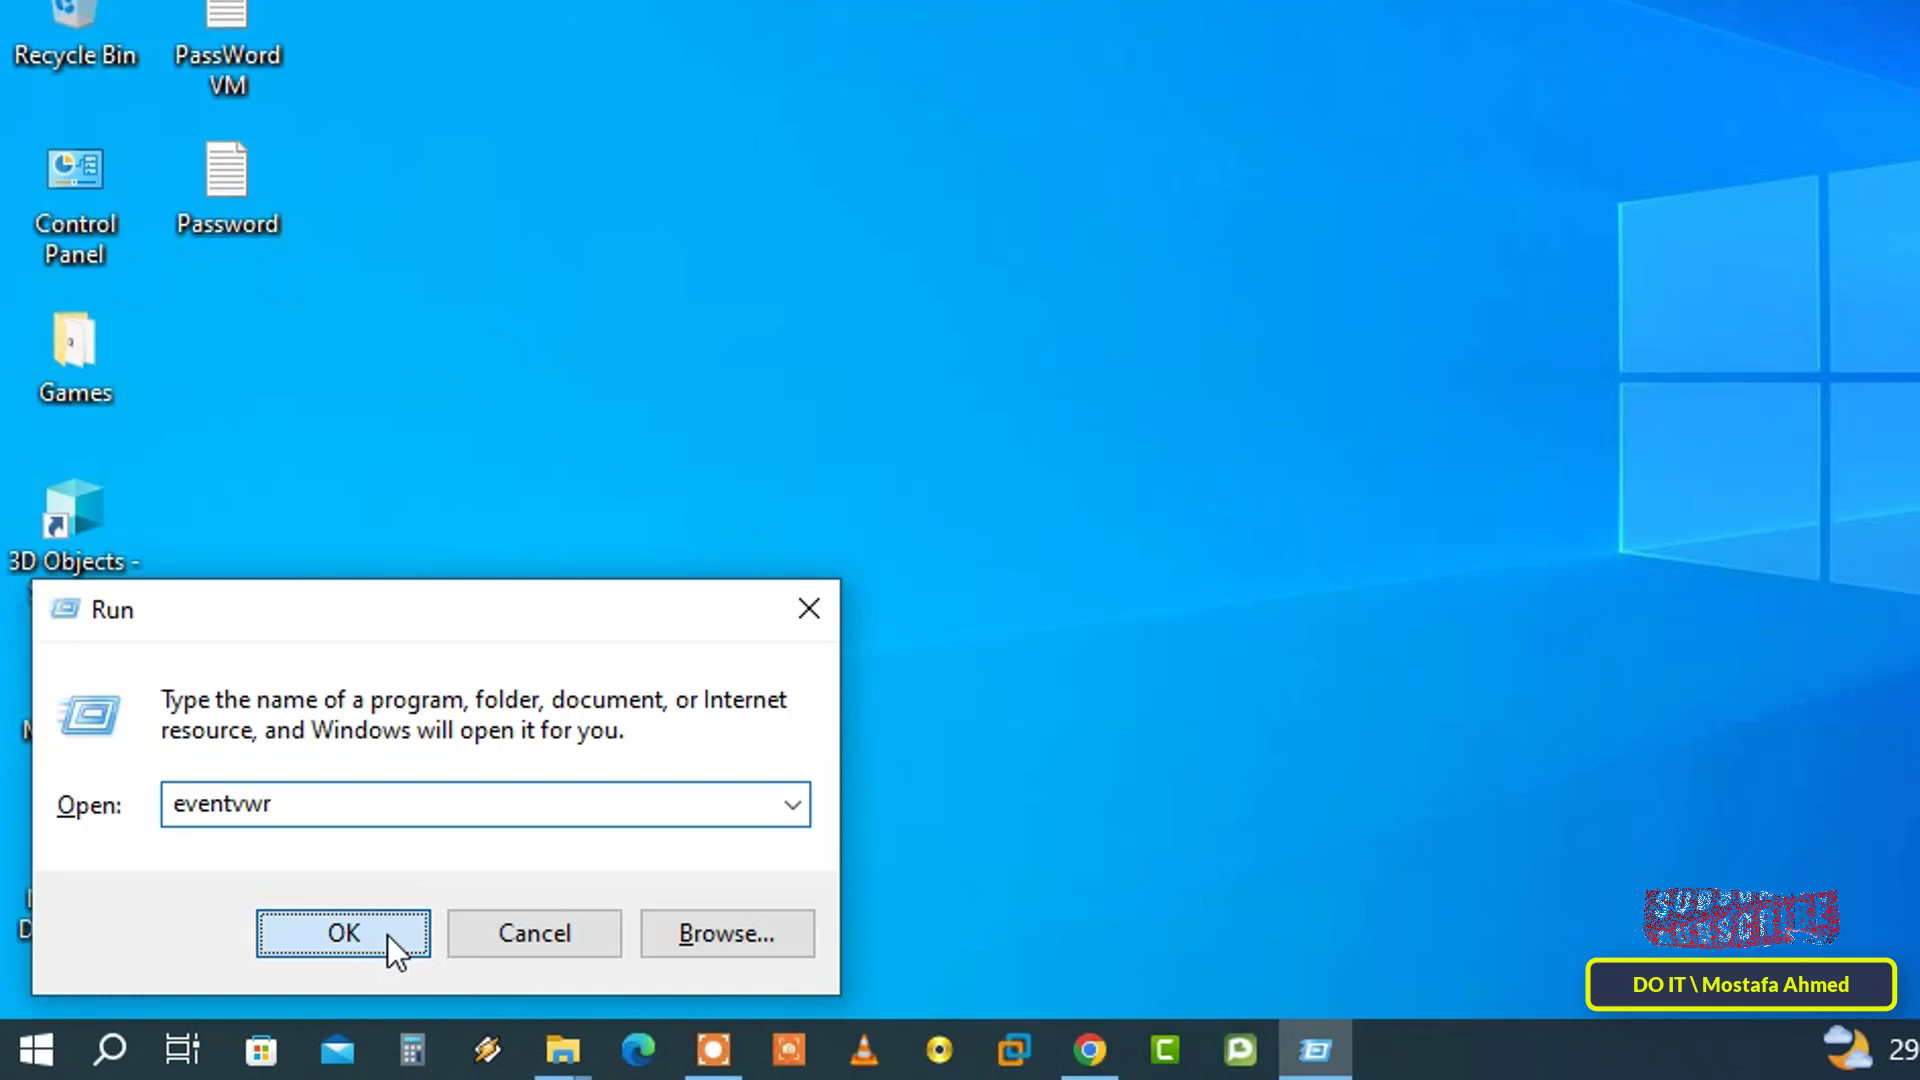 Recycle Bin
PassWord
VM
Control
Panel
Password
Games
3D Objects -
Run
Type the name of a program, folder, document, or Internet
resource, and Windows will open it for you.
Open:
eventvwr
OK
Cancel
Browse...
DO IT \ Mostafa Ahmed
29